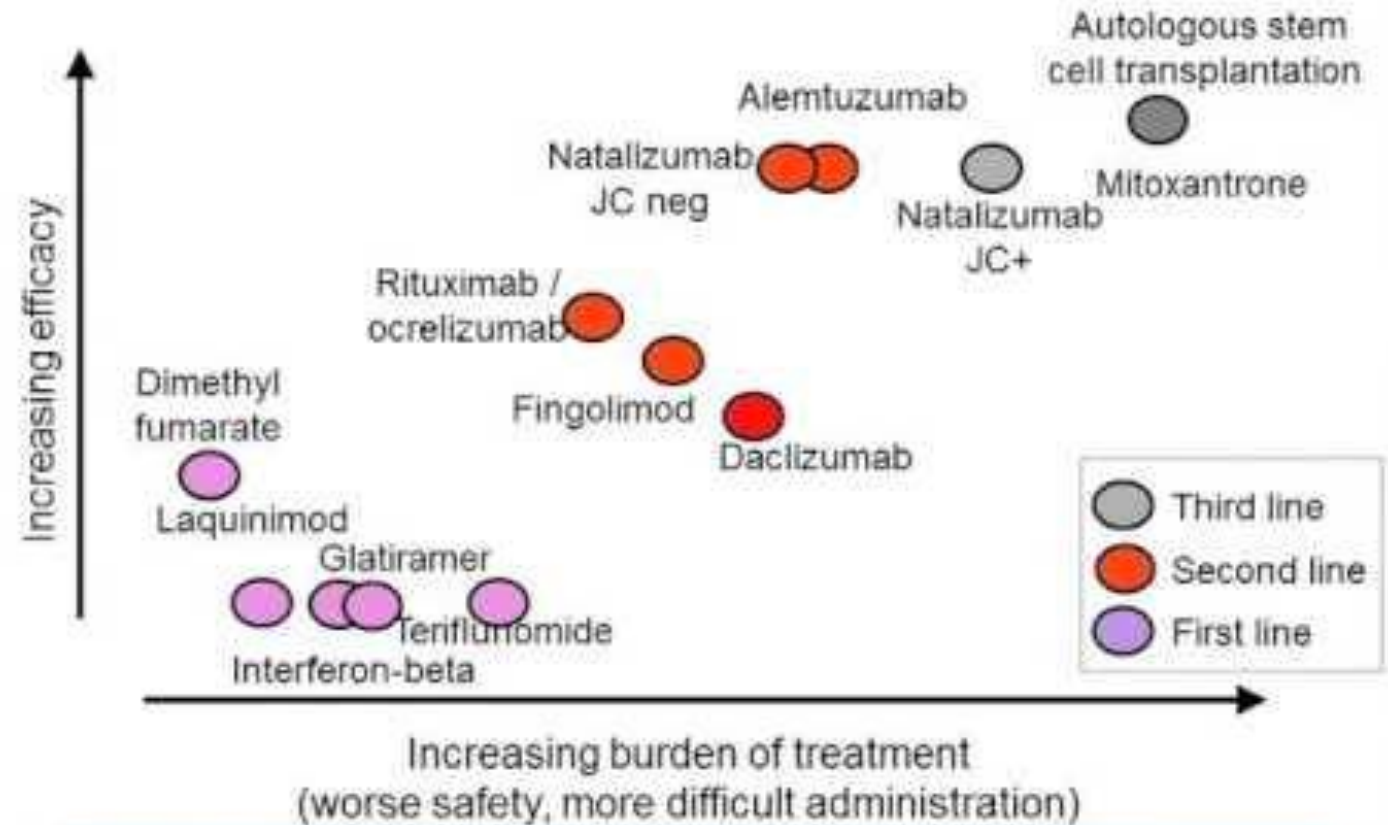 Autologous stem
cell transplantation
Alemtuzumab
Natalizumab
JC neg
Mitoxantrone
Natalizumab
JC+
Rituximab /
ocrelizumab
Dimethyl
fumarate
Fingolimod
Daclizumab
Laquinimod
Glatiramer
Teriflunomide
Interferon-beta
Third line
Second line
First line
Increasing efficacy
Increasing burden of treatment
(worse safety, more difficult administration)